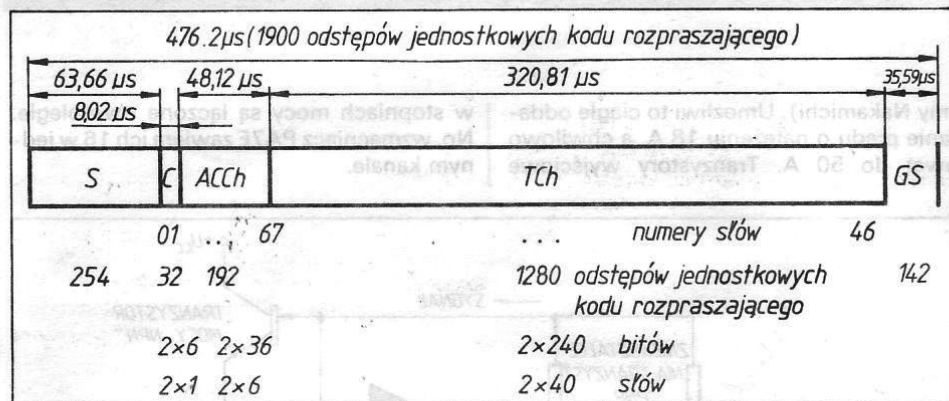 476.2µs (1900 odstępów jednostkowych kodu rozpraszającego)
63,66 µs 48,12 µs 320,81 µs 35,59 µs
8,02 µs
S C ACCh TCh GS
01 ... 67 ... numery słów 46
254 32 192 1280 odstępów jednostkowych 142
kodu rozpraszającego
2×6 2×36 2×240 bitów
2×1 2×6 2×40 słów